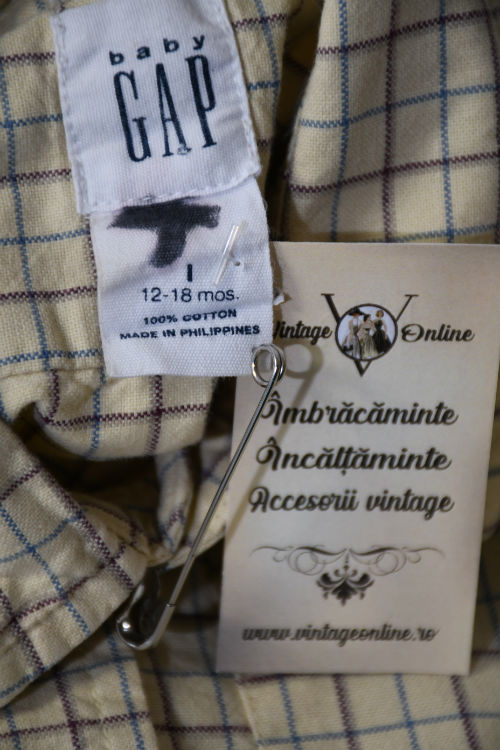 baby
GAP
I
12-18 mos.
100% COTTON
MADE IN PHILIPPINES
Vintage Online
Îmbrăcăminte
Încălțăminte
Accesorii vintage
www.vintageonline.ro